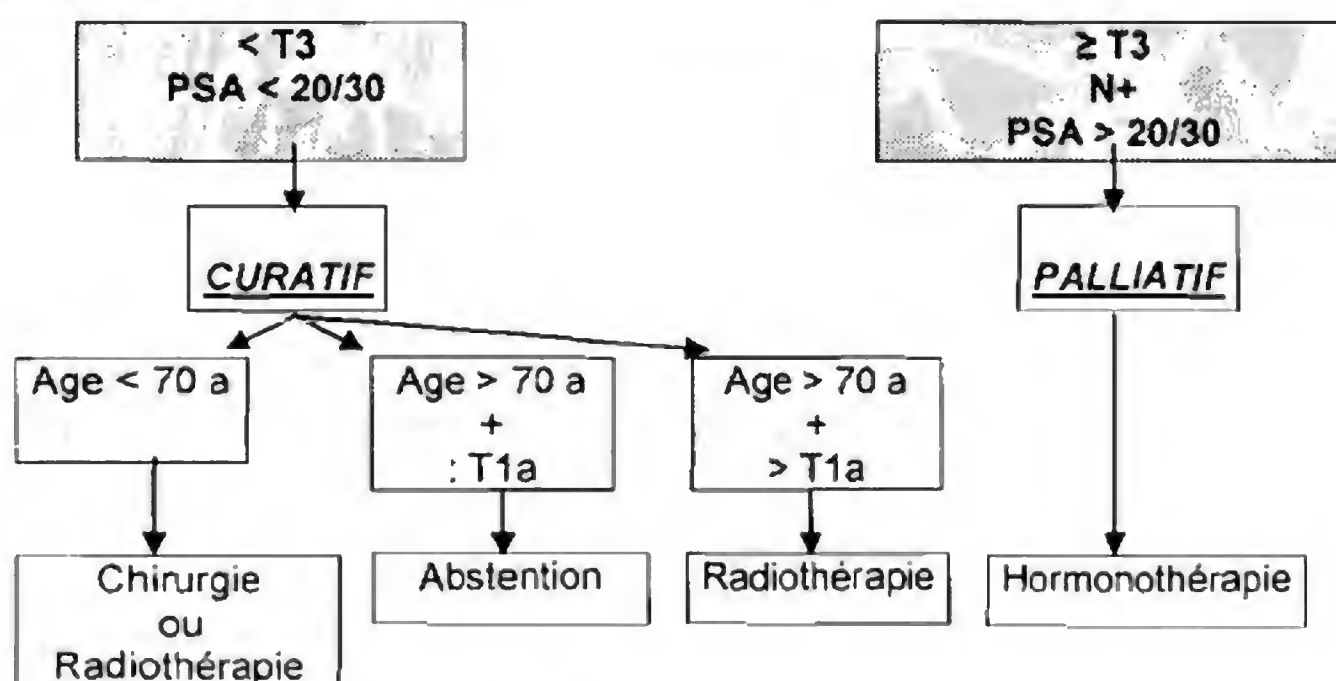 < T3
PSA < 20/30
≥ T3
N+
PSA > 20/30
CURATIF
PALLIATIF
Age < 70 a
Age > 70 a
+
: T1a
Age > 70 a
+
> T1a
Chirurgie
ou
Radiothérapie
Abstention
Radiothérapie
Hormonothérapie